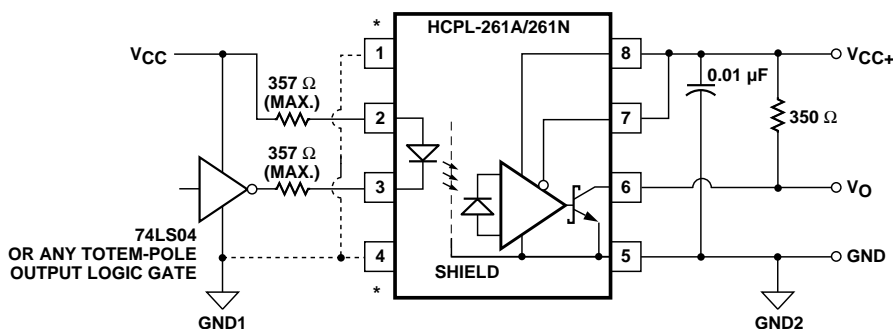 *
HCPL-261A/261N
VCC
1
8
VCC+
357 Ω
(MAX.)
0.01 µF
2
7
350 Ω
357 Ω
(MAX.)
3
6
VO
74LS04
OR ANY TOTEM-POLE
OUTPUT LOGIC GATE
4
SHIELD
5
GND
*
GND1
GND2